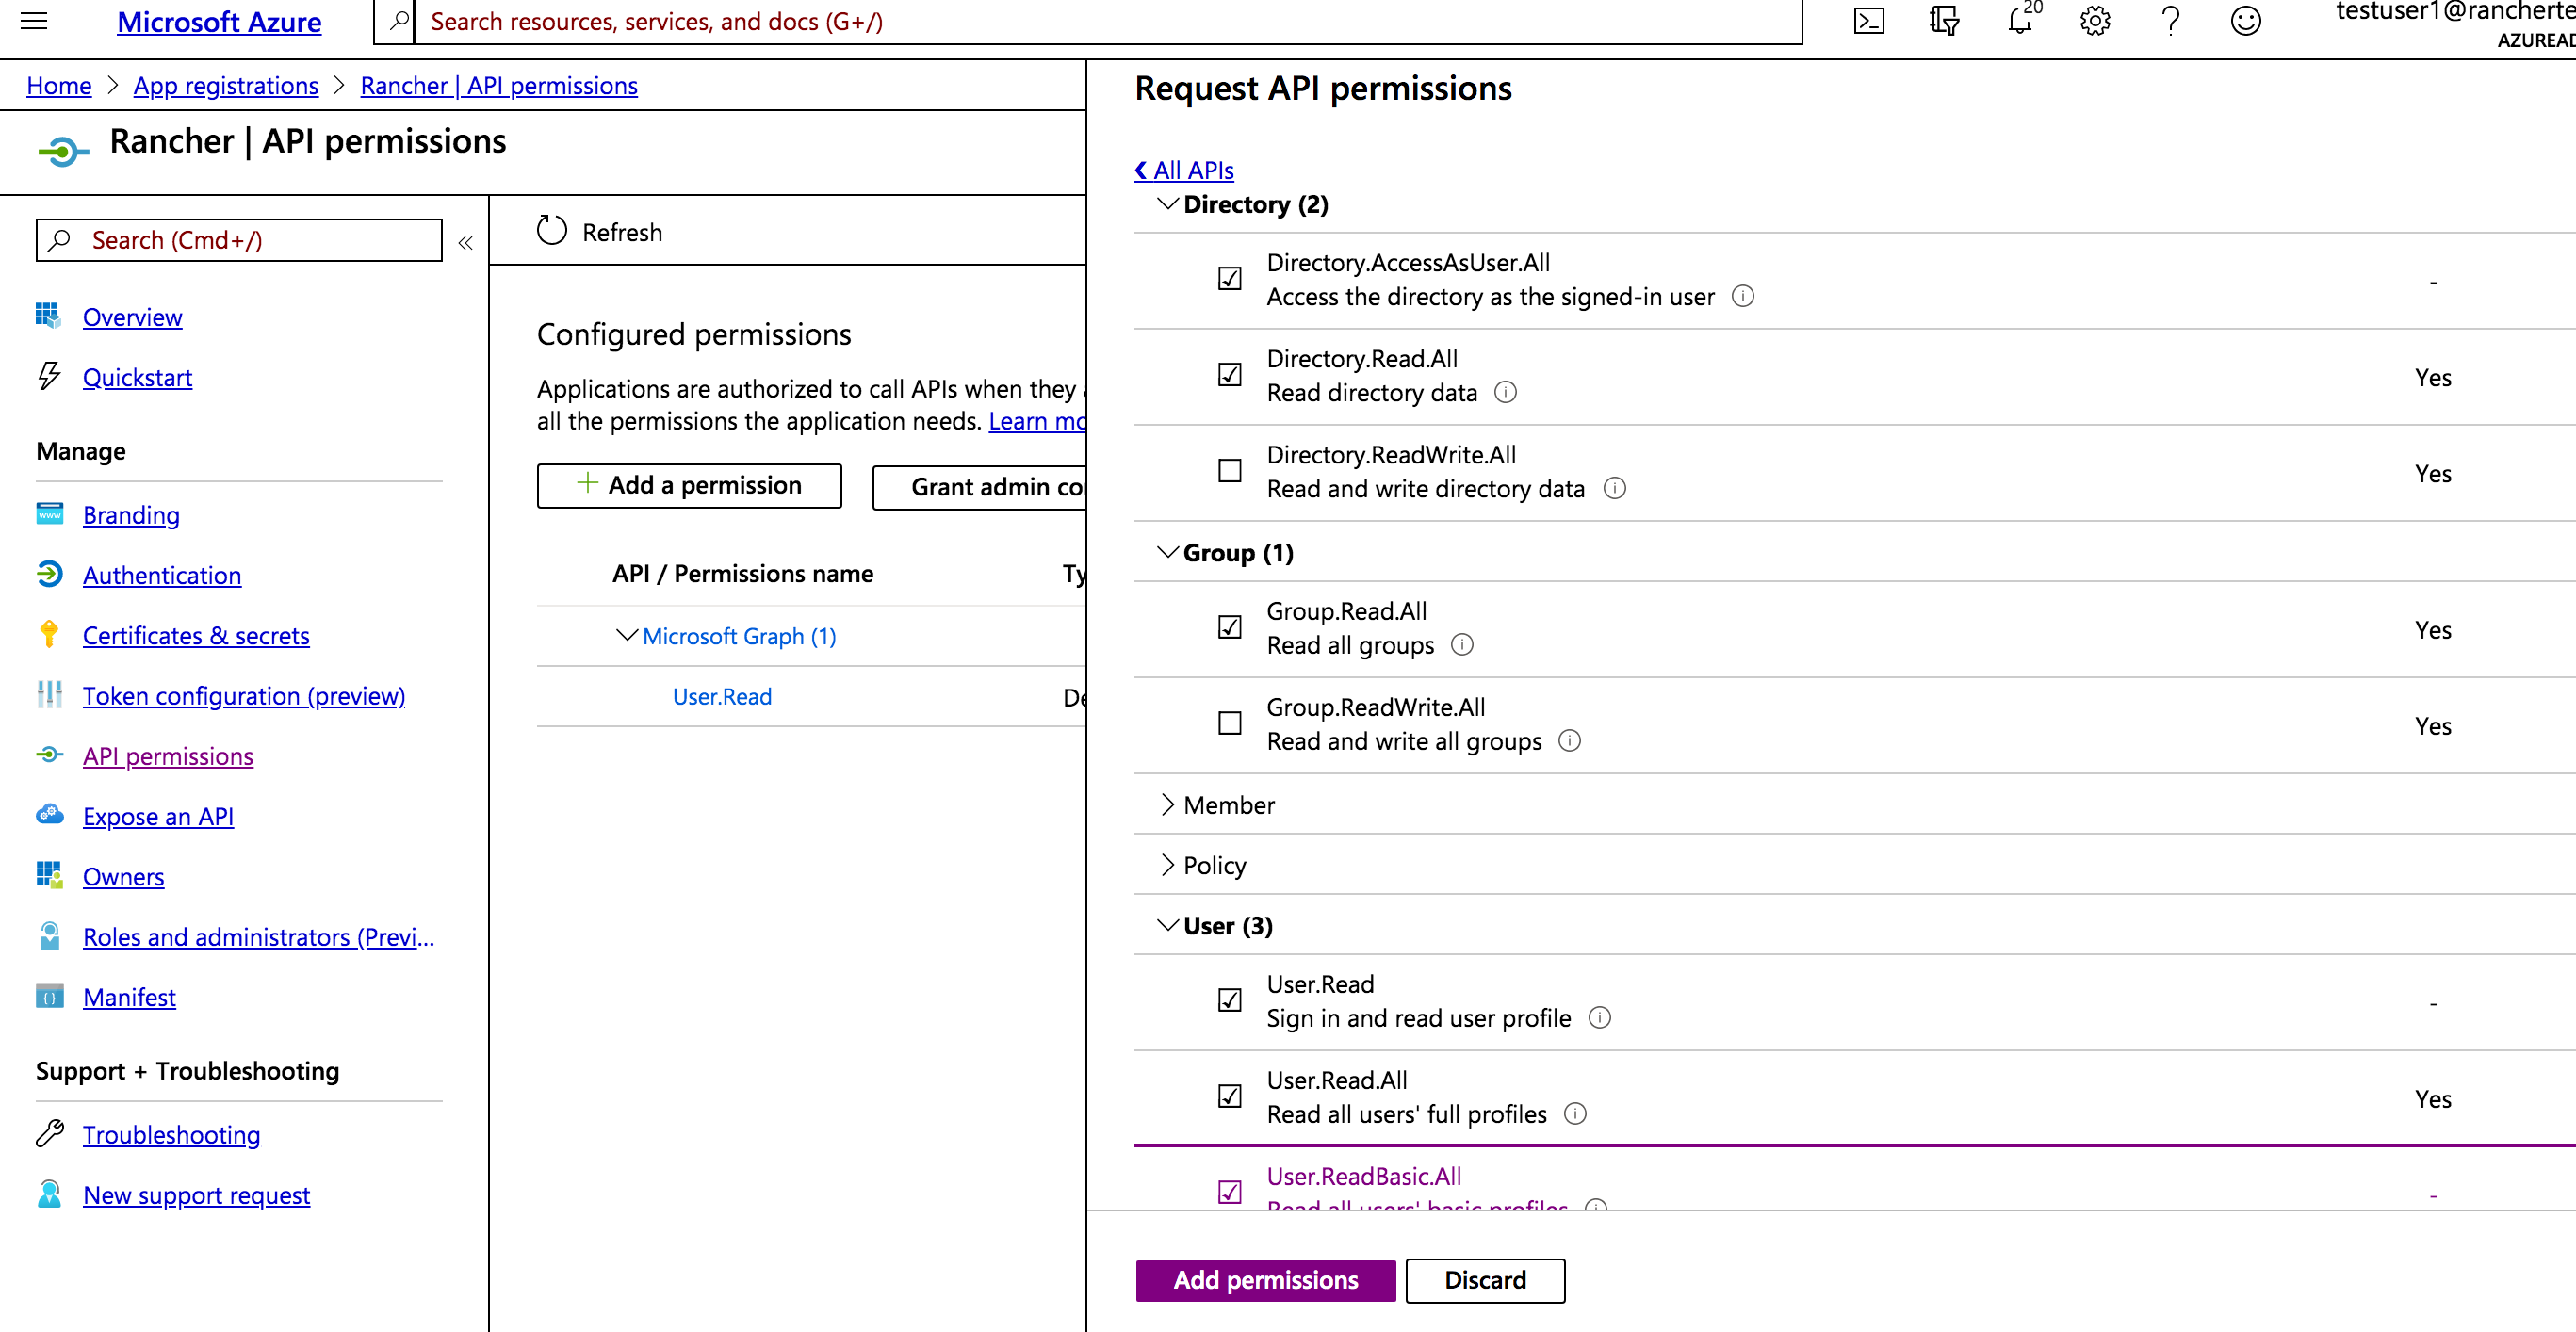 Microsoft Azure
Search resources, services, and docs (G+/)
20
testuser1@rancherte
AZUREAD
Home > App registrations > Rancher | API permissions
Rancher | API permissions
Search (Cmd+/)
«
Overview
Quickstart
Manage
Branding
Authentication
Certificates & secrets
Token configuration (preview)
API permissions
Expose an API
Owners
Roles and administrators (Previ...
Manifest
Support + Troubleshooting
Troubleshooting
New support request
Refresh
Configured permissions
Applications are authorized to call APIs when they
all the permissions the application needs. Learn mo
+ Add a permission
Grant admin co
API / Permissions name Ty
Microsoft Graph (1)
User.Read De
Request API permissions
All APIs
Directory (2)
Directory.AccessAsUser.All
Access the directory as the signed-in user
-
Directory.Read.All
Read directory data
Yes
Directory.ReadWrite.All
Read and write directory data
Yes
Group (1)
Group.Read.All
Read all groups
Yes
Group.ReadWrite.All
Read and write all groups
Yes
Member
Policy
User (3)
User.Read
Sign in and read user profile
-
User.Read.All
Read all users' full profiles
Yes
User.ReadBasic.All
Read all users' basic profiles
-
Add permissions
Discard